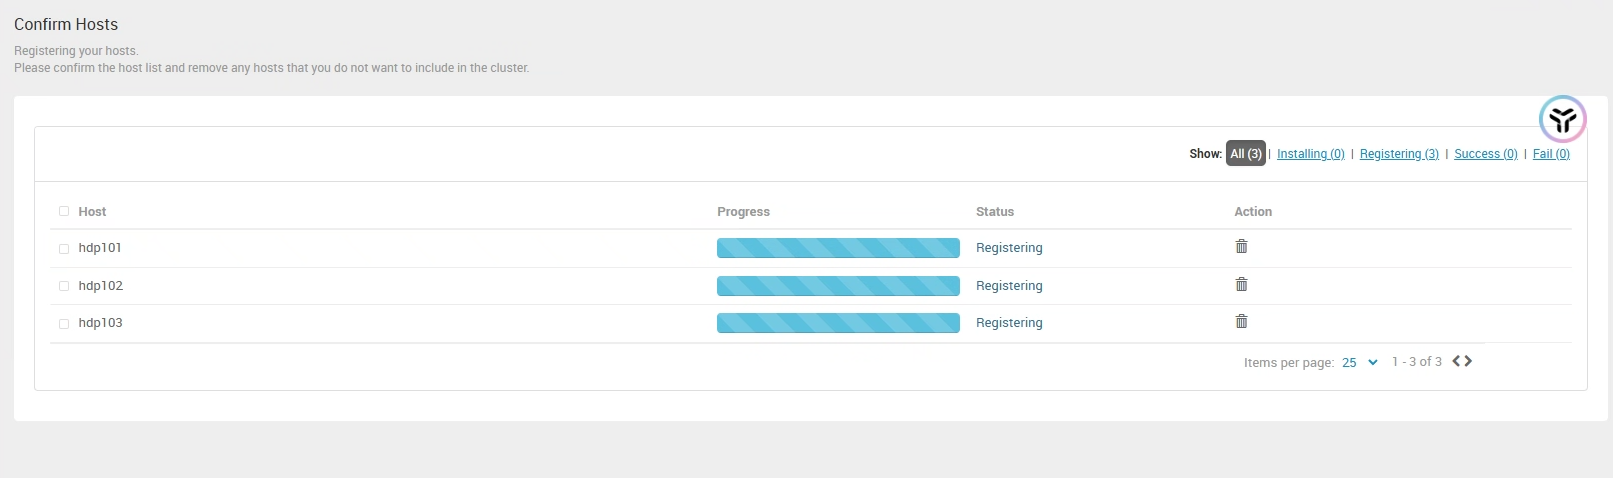 Confirm Hosts
Registering your hosts.
Please confirm the host list and remove any hosts that you do not want to include in the cluster.
Show: All (3) | Installing (0) | Registering (3) | Success (0) | Fail (0)
Host Progress Status Action
hdp101 Registering
hdp102 Registering
hdp103 Registering
Items per page: 25 1 - 3 of 3